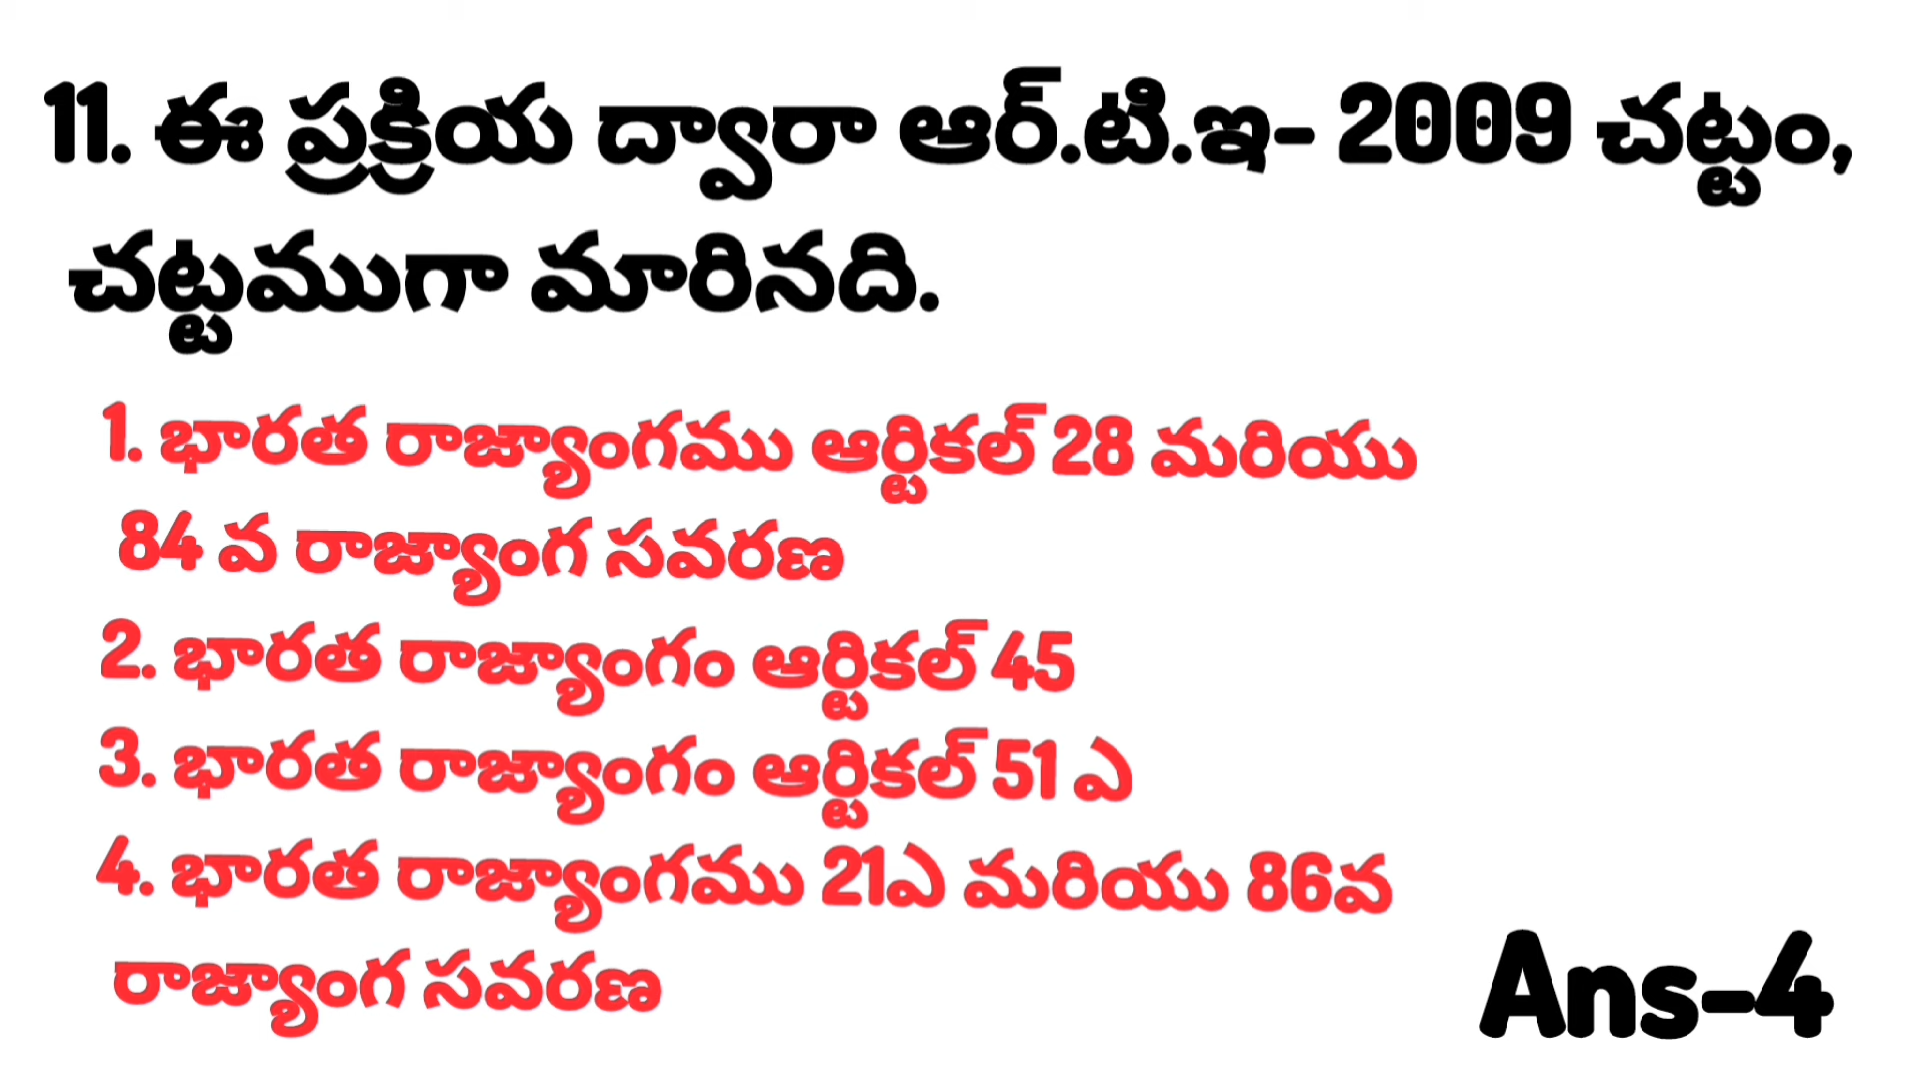 11. ఈ ప్రక్రియ ద్వారా ఆర్.టి.ఇ- 2009 చట్టం,
చట్టముగా మారినది.
1. భారత రాజ్యాంగము ఆర్టికల్ 28 మరియు
84 వ రాజ్యాంగ సవరణ
2. భారత రాజ్యాంగం ఆర్టికల్ 45
3. భారత రాజ్యాంగం ఆర్టికల్ 51 ఎ
4. భారత రాజ్యాంగము 21ఎ మరియు 86వ
రాజ్యాంగ సవరణ
Ans-4